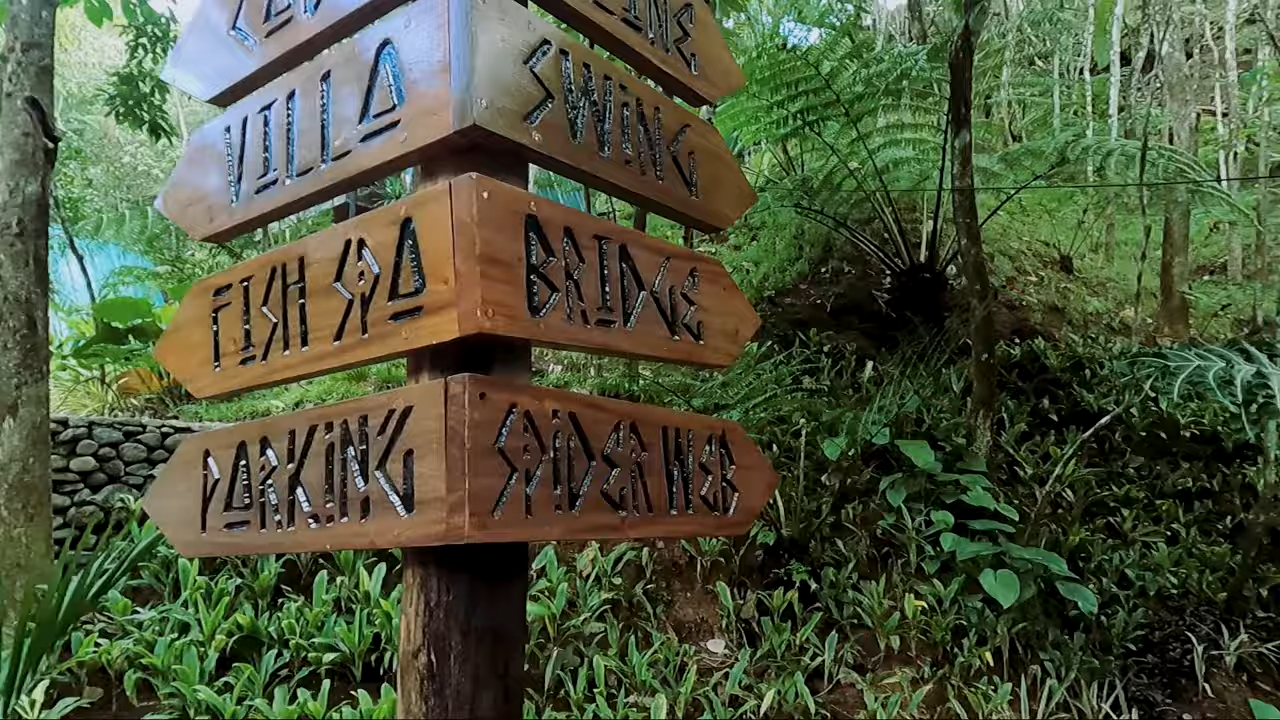 VILLA
SWING
FISH SPA
BRIDGE
PARKING
SPIDER WEB